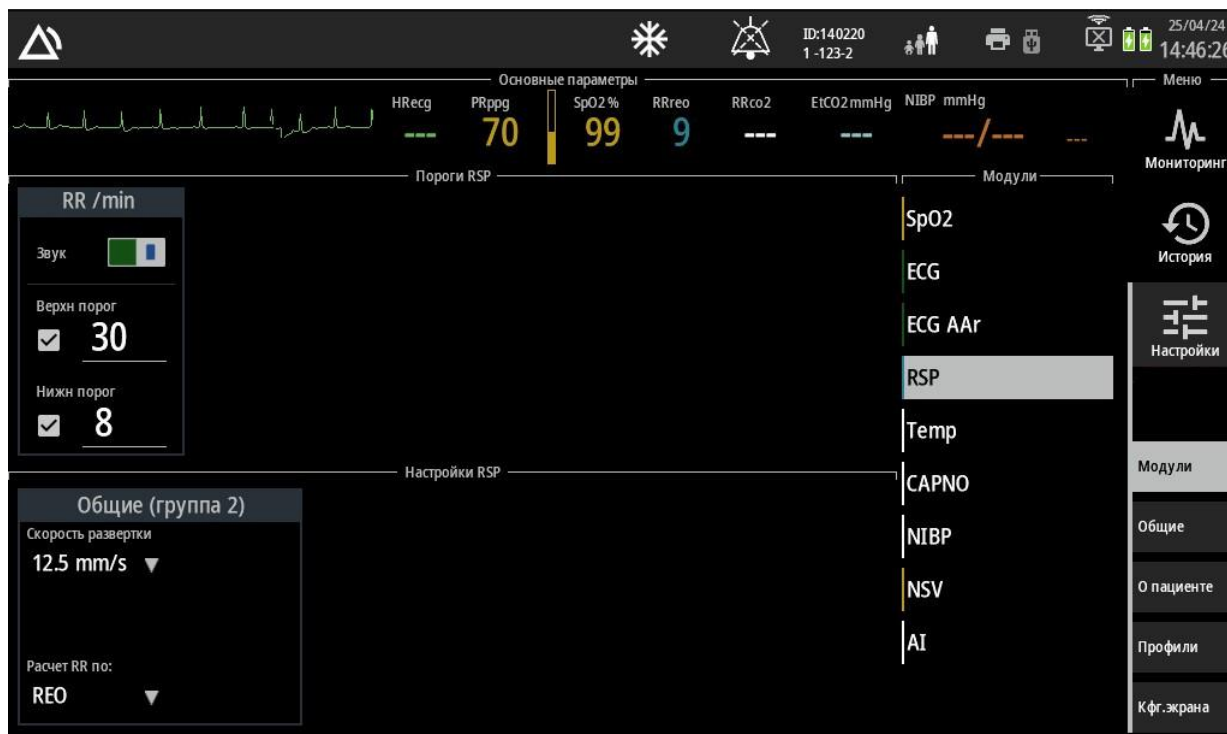 ID:140220
1 -123-2
25/04/24
14:46:26
Основные параметры
HRecg PRppg SpO2 % RRreo RRco2 EtCO2 mmHg NIBP mmHg
--- 70 99 9 --- --- ---/--- ---
Меню
Мониторинг
История
Настройки
Модули
Общие
О пациенте
Профили
Кфг.экрана
Пороги RSP
RR /min
Звук
Верхн порог
30
Нижн порог
8
Настройки RSP
Общие (группа 2)
Скорость развертки
12.5 mm/s
Расчет RR по:
REO
Модули
SpO2
ECG
ECG AAr
RSP
Temp
CAPNO
NIBP
NSV
AI